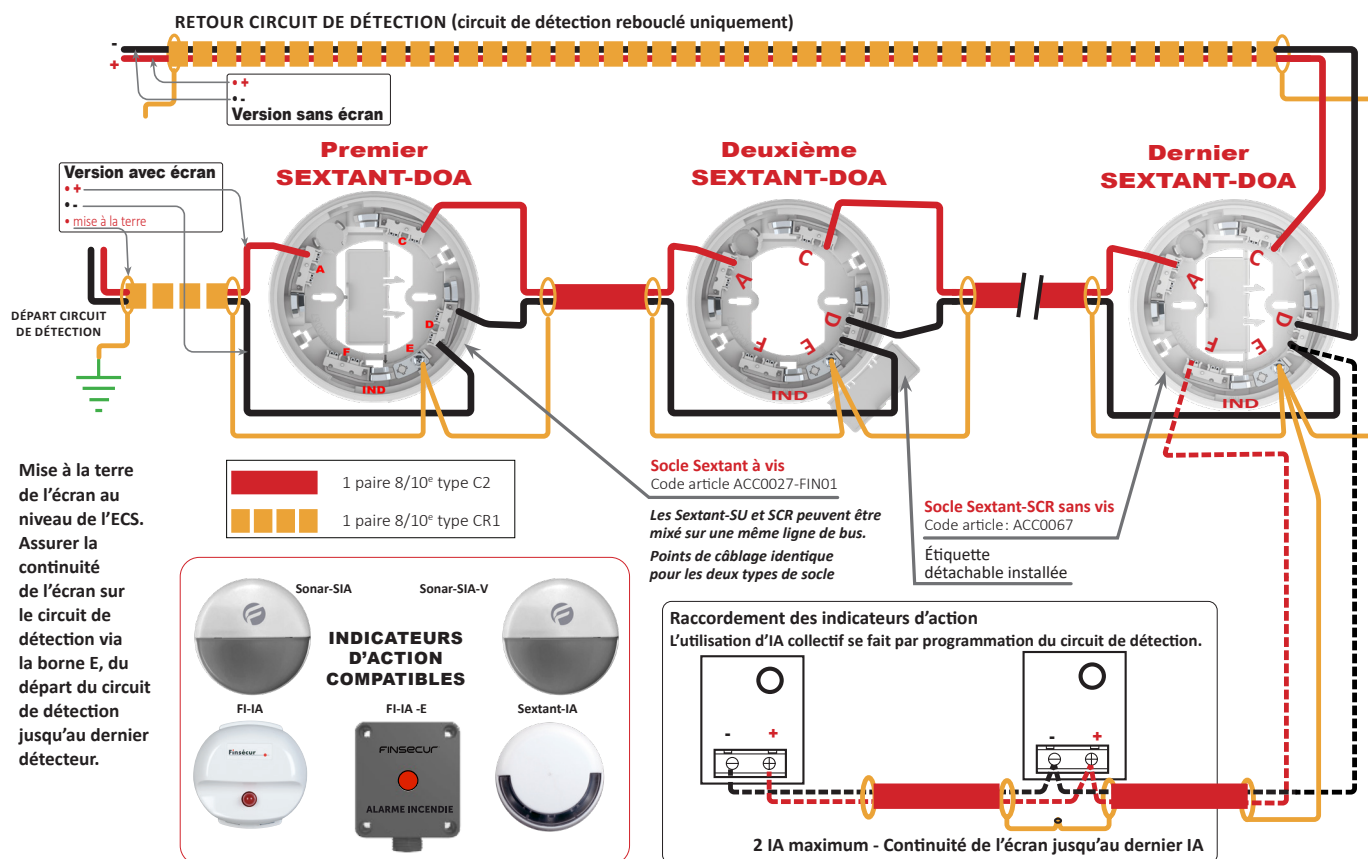 RETOUR CIRCUIT DE DÉTECTION (circuit de détection rebouclé uniquement)
-
+
• +
• -
Version sans écran
Premier
SEXTANT-DOA
Deuxième
SEXTANT-DOA
Dernier
SEXTANT-DOA
Version avec écran
• +
• -
• mise à la terre
DÉPART CIRCUIT
DE DÉTECTION
A
C
D
E
F
IND
A
C
D
E
F
IND
A
C
D
E
F
IND
Mise à la terre
de l'écran au
niveau de l'ECS.
Assurer la
continuité
de l'écran sur
le circuit de
détection via
la borne E, du
départ du circuit
de détection
jusqu'au dernier
détecteur.
1 paire 8/10e type C2
1 paire 8/10e type CR1
Socle Sextant à vis
Code article ACC0027-FIN01
Les Sextant-SU et SCR peuvent être
mixé sur une même ligne de bus.
Points de câblage identique
pour les deux types de socle
Socle Sextant-SCR sans vis
Code article : ACC0067
Étiquette
détachable installée
Sonar-SIA
Sonar-SIA-V
INDICATEURS
D'ACTION
COMPATIBLES
FI-IA
FI-IA -E
Sextant-IA
Finsécur
FINSECUR
ALARME INCENDIE
Raccordement des indicateurs d'action
L'utilisation d'IA collectif se fait par programmation du circuit de détection.
- +
- +
2 IA maximum - Continuité de l'écran jusqu'au dernier IA